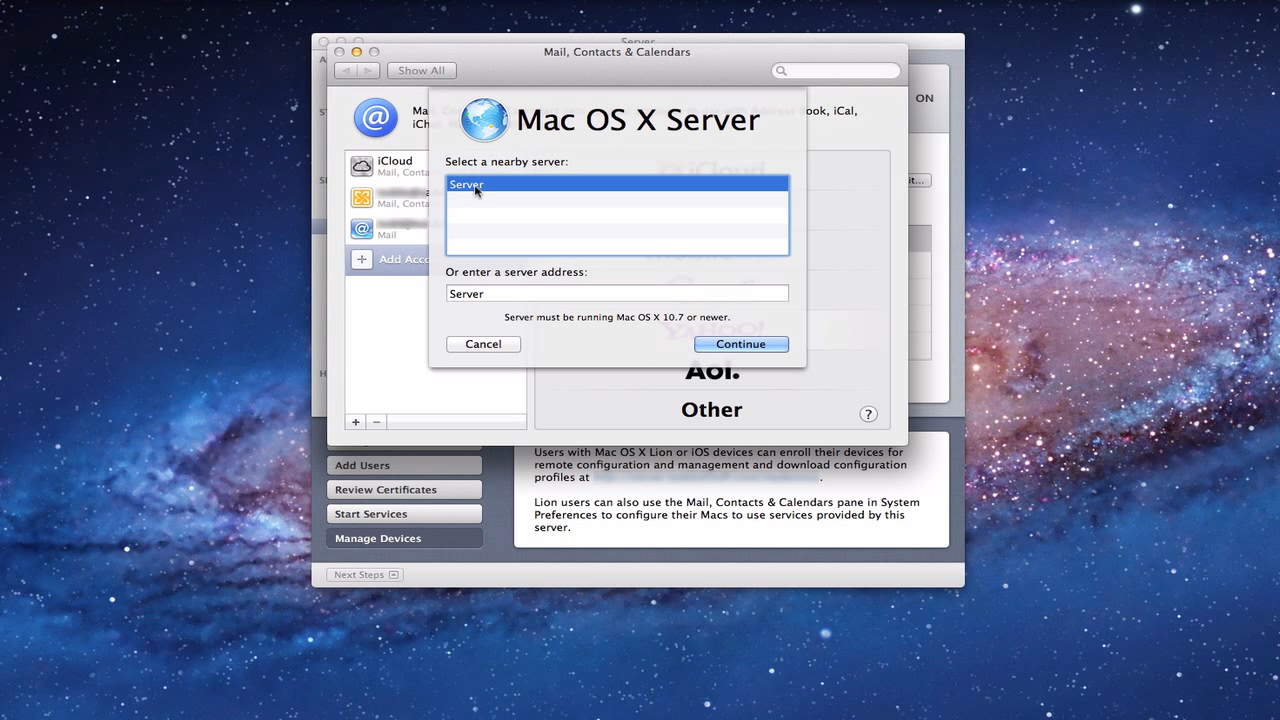 Server
Mail, Contacts & Calendars
Show All
ON
Ma
ook, iCal,
iCh
Mac OS X Server
Select a nearby server:
Server
iCloud
Mail, Conta
Mail, Conta
Mail
Add Acco
iCloud
it...
Or enter a server address:
Server
Server must be running Mac OS X 10.7 or newer.
YAHOO!
Cancel
Continue
Aol.
Other
?
+ −
Add Users
Review Certificates
Start Services
Manage Devices
Next Steps
Users with Mac OS X Lion or iOS devices can enroll their devices for
remote configuration and management and download configuration
profiles at
.
Lion users can also use the Mail, Contacts & Calendars pane in System
Preferences to configure their Macs to use services provided by this
server.